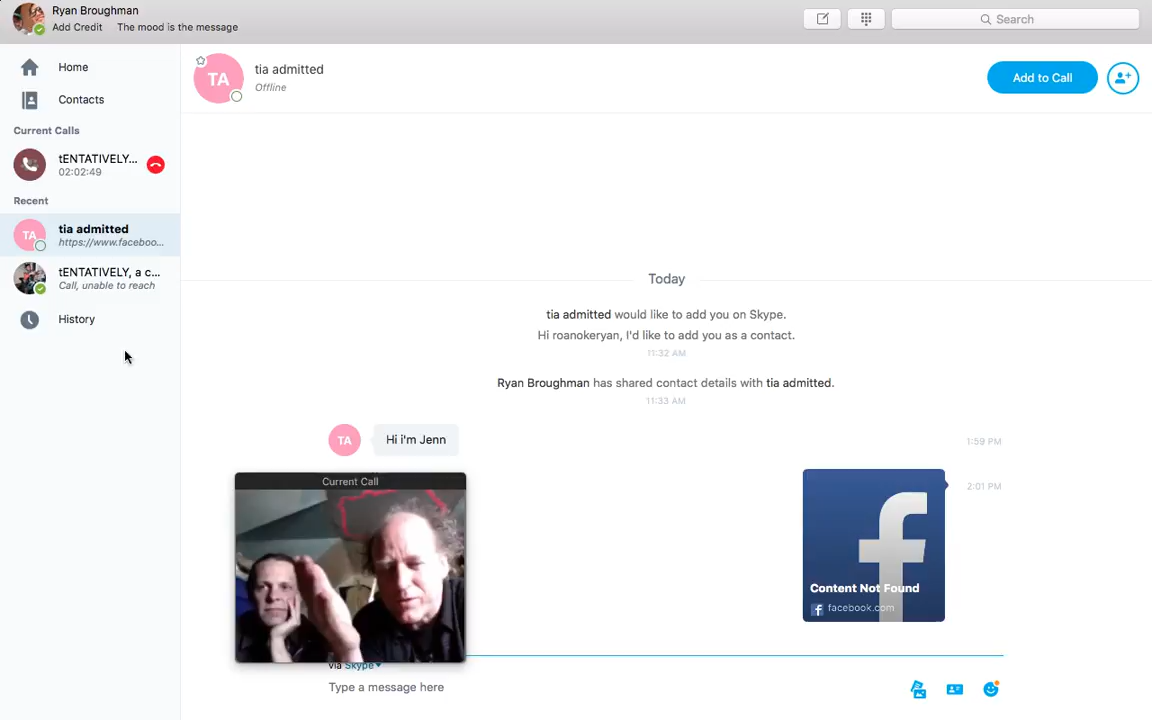 Ryan Broughman
Add Credit The mood is the message
Search
Home
Contacts
Current Calls
tENTATIVELY...
02:02:49
Recent
TA
tia admitted
https://www.faceboo...
tENTATIVELY, a c...
Call, unable to reach
History
TA
tia admitted
Offline
Add to Call
Today
tia admitted would like to add you on Skype.
Hi roanokeryan, I'd like to add you as a contact.
11:32 AM
Ryan Broughman has shared contact details with tia admitted.
11:33 AM
TA
Hi i'm Jenn
1:59 PM
Current Call
2:01 PM
f
Content Not Found
f facebook.com
via Skype
Type a message here